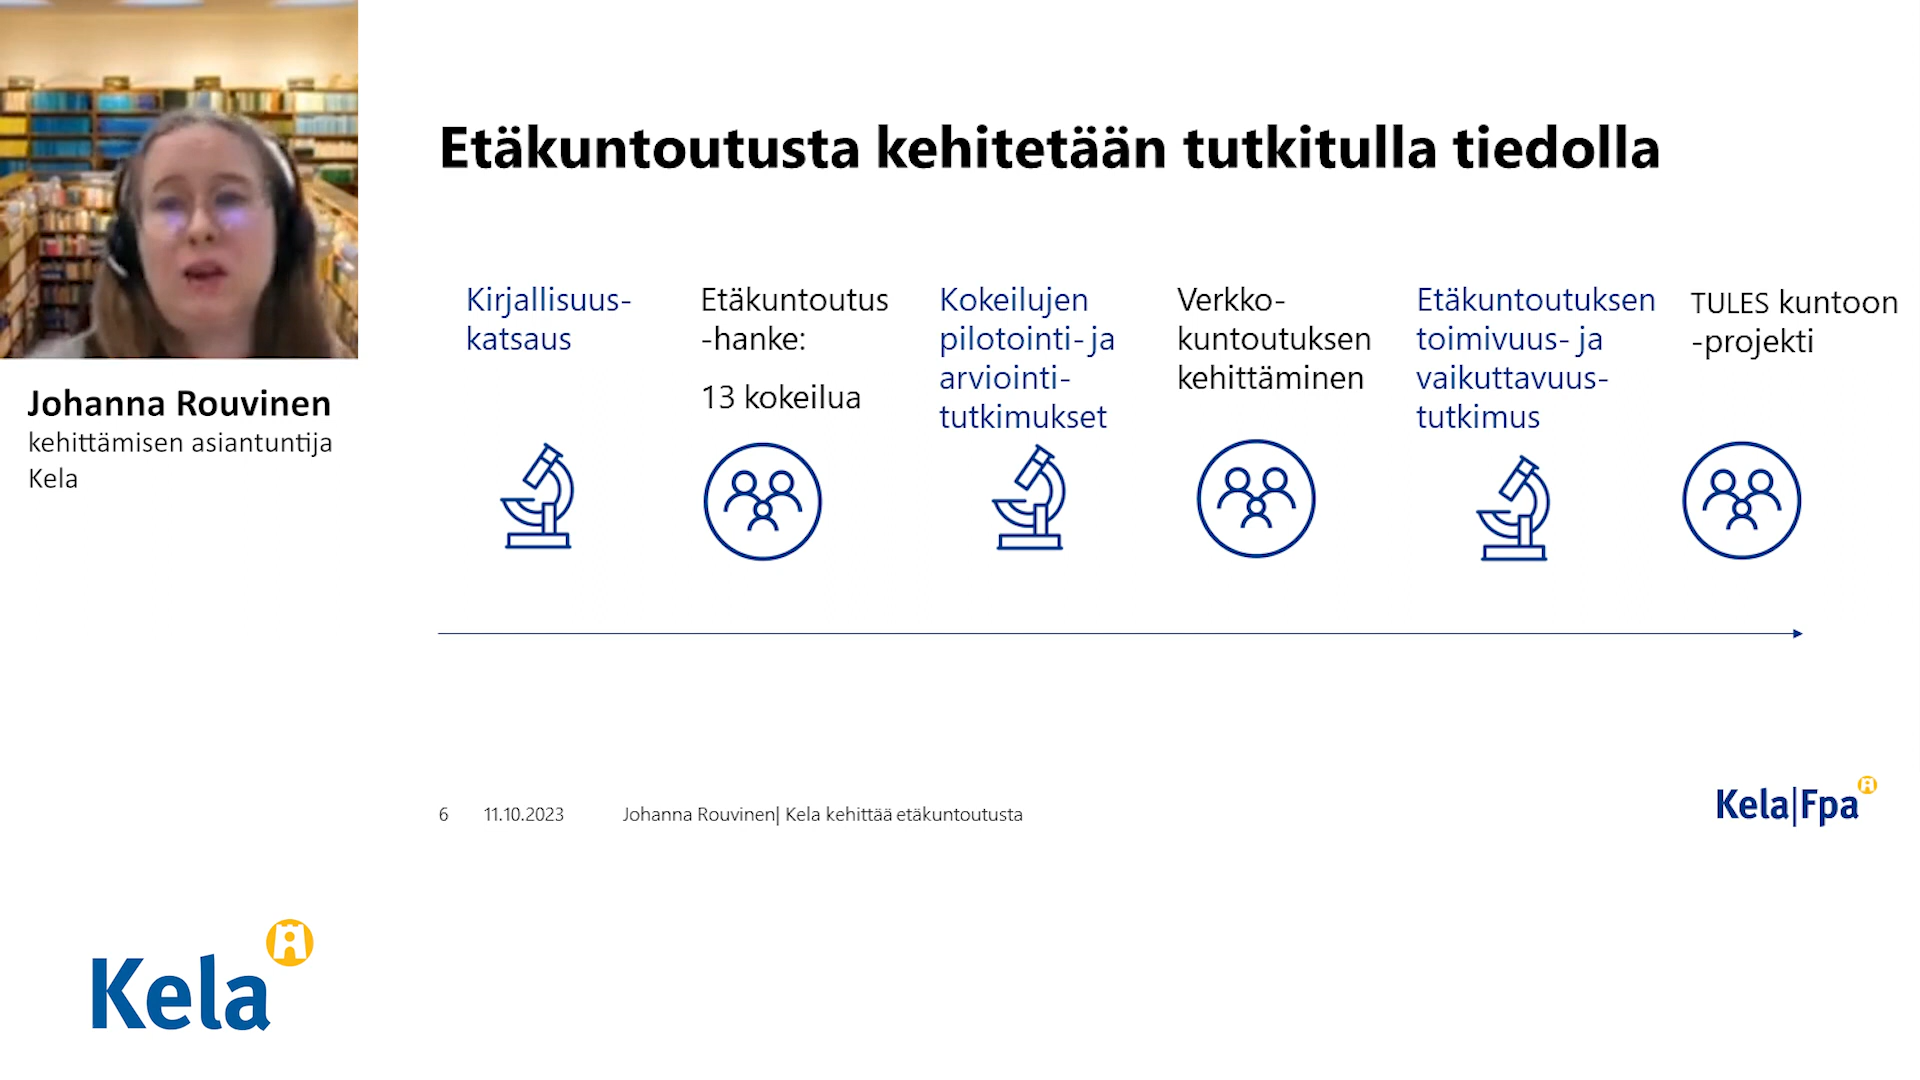 Etäkuntoutusta kehitetään tutkitulla tiedolla
Johanna Rouvinen
kehittämisen asiantuntija
Kela
Kirjallisuus-
katsaus
Etäkuntoutus
-hanke:
13 kokeilua
Kokeilujen
pilotointi- ja
arviointi-
tutkimukset
Verkko-
kuntoutuksen
kehittäminen
Etäkuntoutuksen
toimivuus- ja
vaikuttavuus-
tutkimus
TULES kuntoon
-projekti
6 11.10.2023 Johanna Rouvinen| Kela kehittää etäkuntoutusta
Kela|Fpa
Kela